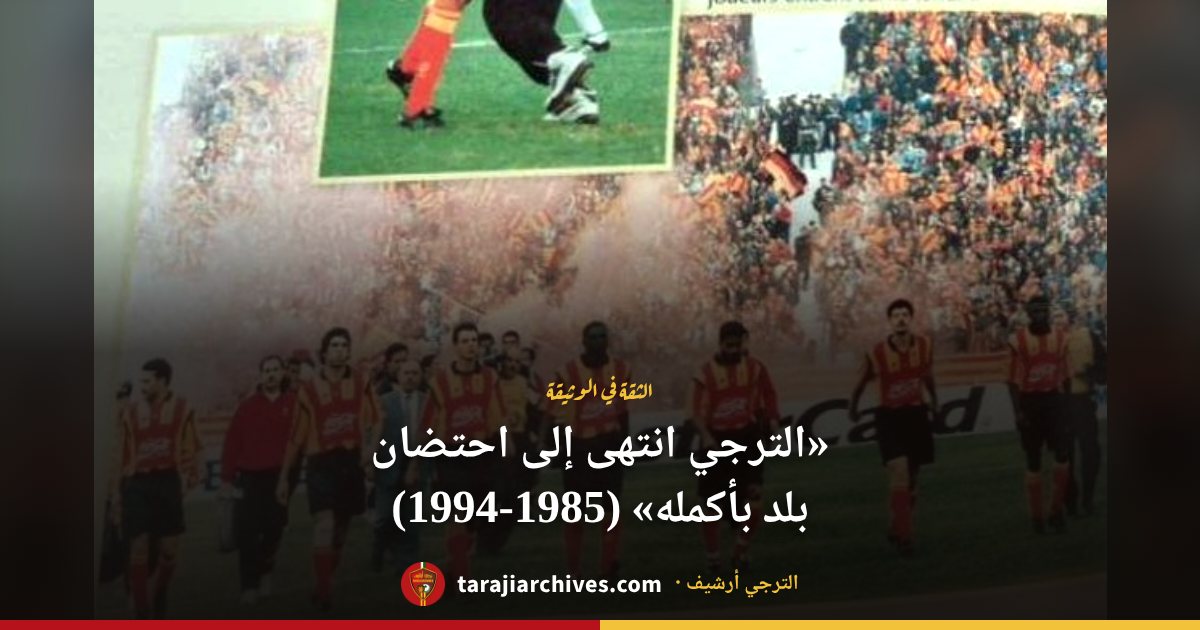 الثقة في الوثيقة
«الترجي انتهى إلى احتضان
بلد بأكمله» (1985-1994)
tarajiarchives.com · الترجي أرشيف